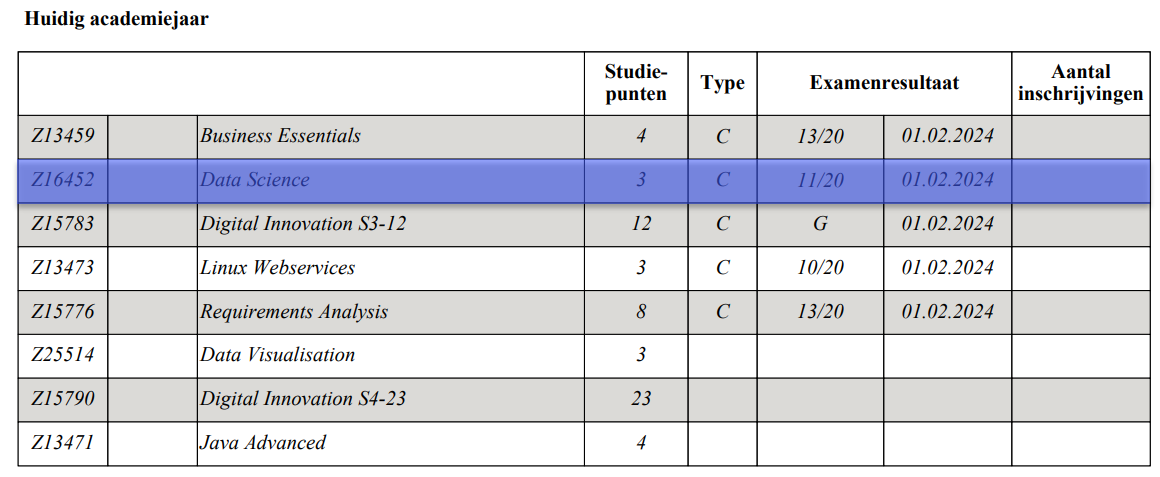 Huidig academiejaar
Studie-
punten Type Examenresultaat Aantal
inschrijvingen
Z13459 Business Essentials 4 C 13/20 01.02.2024
Z16452 Data Science 3 C 11/20 01.02.2024
Z15783 Digital Innovation S3-12 12 C G 01.02.2024
Z13473 Linux Webservices 3 C 10/20 01.02.2024
Z15776 Requirements Analysis 8 C 13/20 01.02.2024
Z25514 Data Visualisation 3
Z15790 Digital Innovation S4-23 23
Z13471 Java Advanced 4